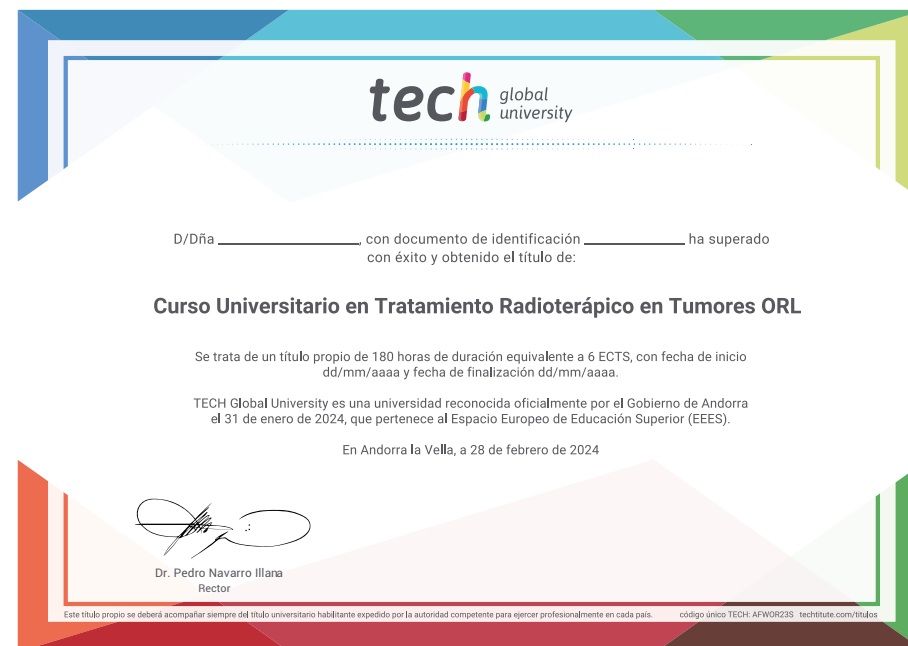 tech global university
D/Dña ____________, con documento de identificación ____________ ha superado
con éxito y obtenido el título de:
Curso Universitario en Tratamiento Radioterápico en Tumores ORL
Se trata de un título propio de 180 horas de duración equivalente a 6 ECTS, con fecha de inicio
dd/mm/aaaa y fecha de finalización dd/mm/aaaa.
TECH Global University es una universidad reconocida oficialmente por el Gobierno de Andorra
el 31 de enero de 2024, que pertenece al Espacio Europeo de Educación Superior (EEES).
En Andorra la Vella, a 28 de febrero de 2024
Dr. Pedro Navarro Illana
Rector
Este título propio se deberá acompañar siempre del título universitario habilitante expedido por la autoridad competente para ejercer profesionalmente en cada país. código único TECH: AFWOR23S techtitute.com/titulos